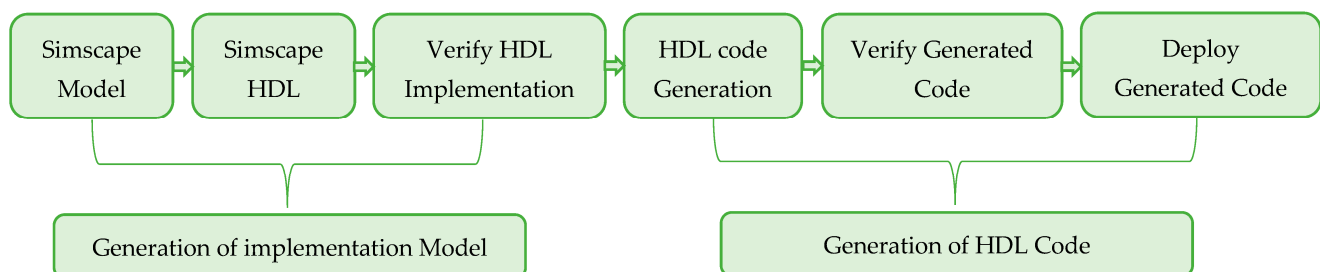 Simscape
Model
Simscape
HDL
Verify HDL
Implementation
HDL code
Generation
Verify Generated
Code
Deploy
Generated Code
Generation of implementation Model
Generation of HDL Code